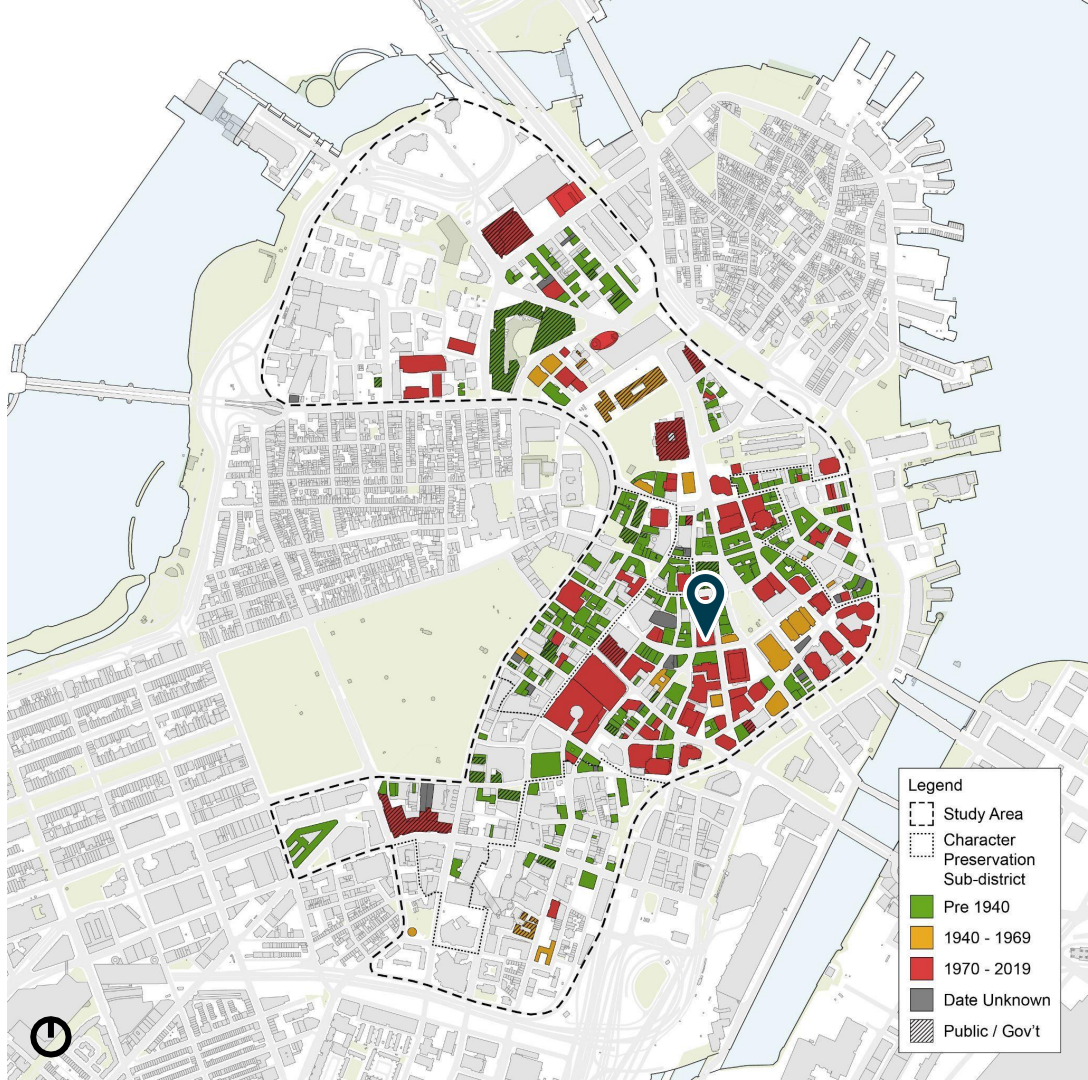 Legend
Study Area
Character
Preservation
Sub-district
Pre 1940
1940 - 1969
1970 - 2019
Date Unknown
Public / Gov't